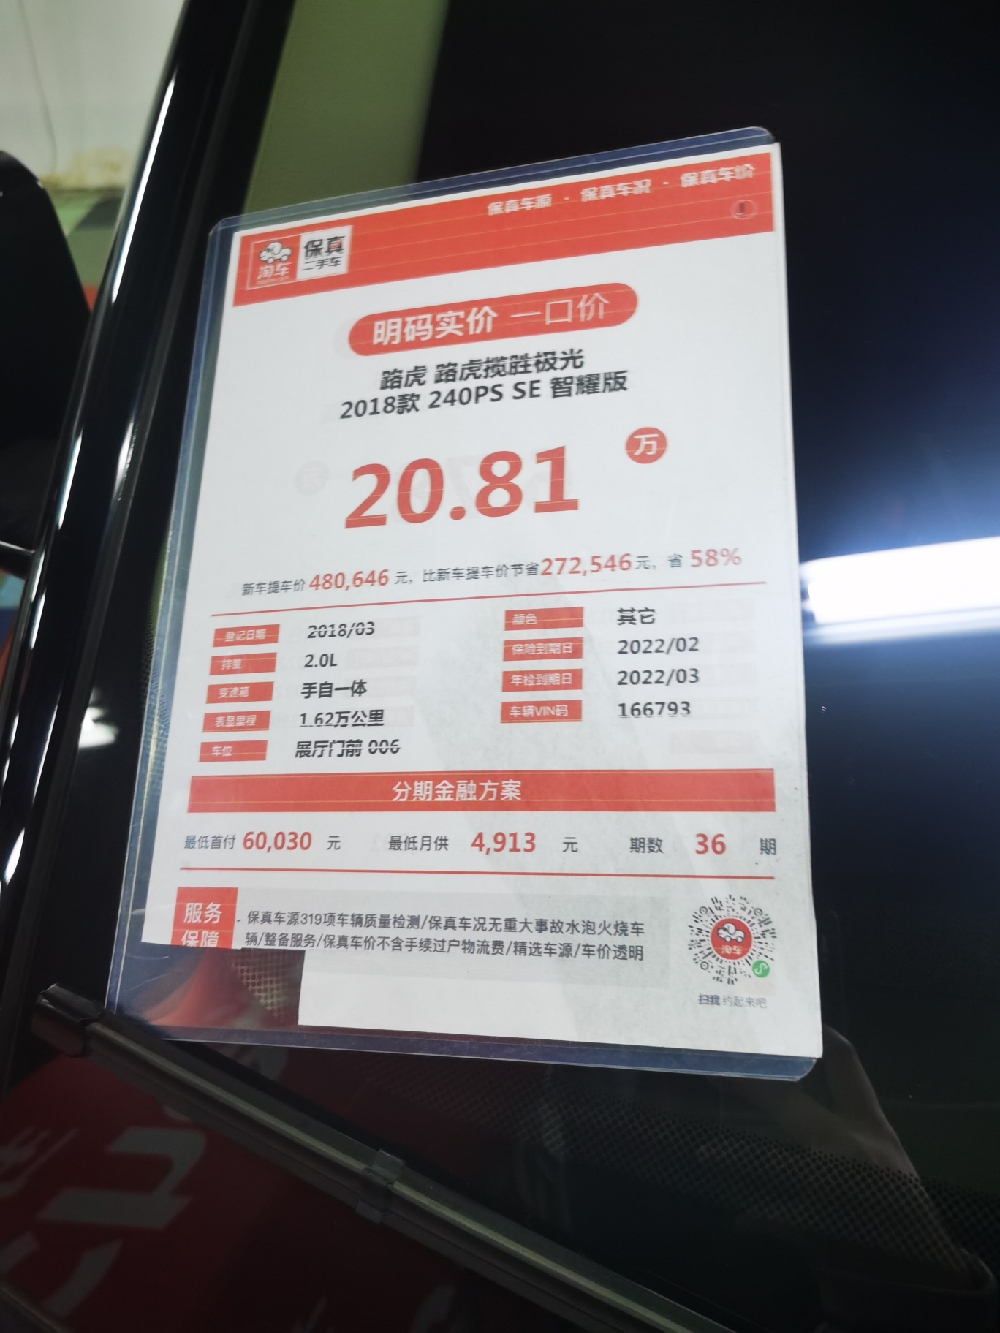 保真车源 · 保真车况 · 保真车价
淘车
保真
二手车
明码实价 一口价
路虎 路虎揽胜极光
2018款 240PS SE 智耀版
20.81 万
新车提车价 480,646 元，比新车提车价节省 272,546 元，省 58%
登记日期 2018/03 颜色 其它
排量 2.0L 保险到期日 2022/02
变速箱 手自一体 年检到期日 2022/03
表显里程 1.62万公里 车辆VIN码 166793
车位 展厅门前 006
分期金融方案
最低首付 60,030 元 最低月供 4,913 元 期数 36 期
服务
保障
保真车源319项车辆质量检测/保真车况无重大事故水泡火烧车
辆/整备服务/保真车价不含手续过户物流费/精选车源/车价透明
淘车
扫我 约起来吧